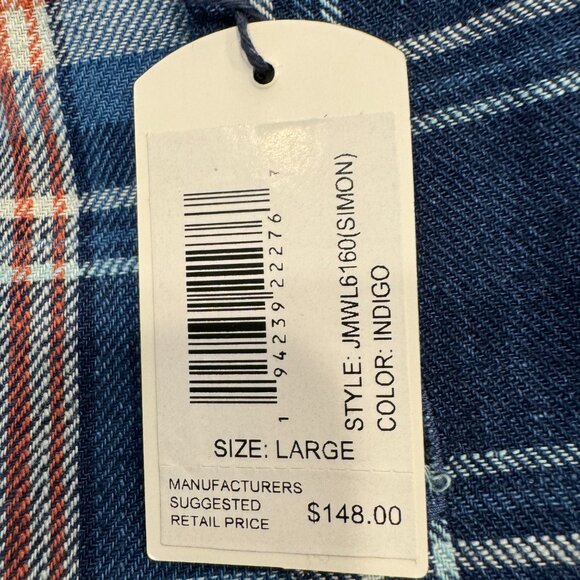 STYLE: JMWL6160(SIMON)
COLOR: INDIGO
1 94239 22276 7
SIZE: LARGE
MANUFACTURERS
SUGGESTED
RETAIL PRICE
$148.00